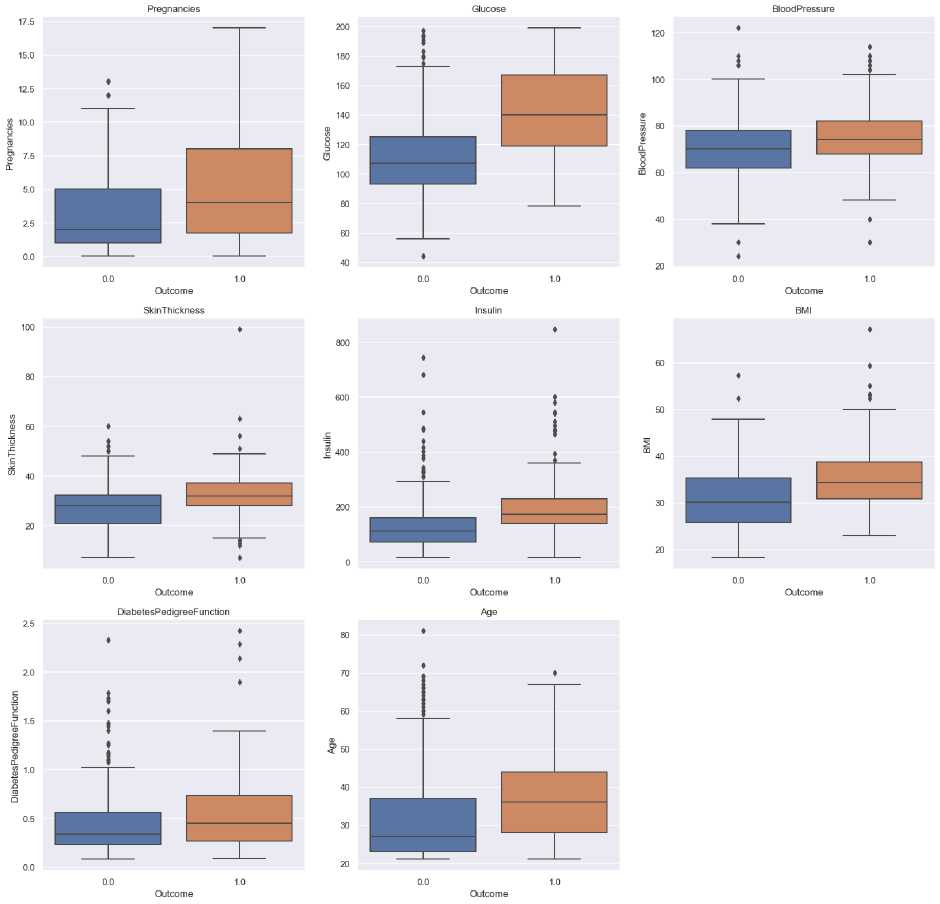 Pregnancies
Pregnancies
17.5
15.0
12.5
10.0
7.5
5.0
2.5
0.0
0.0 1.0
Outcome
Glucose
Glucose
200
180
160
140
120
100
80
60
40
0.0 1.0
Outcome
BloodPressure
BloodPressure
120
100
80
60
40
20
0.0 1.0
Outcome
SkinThickness
SkinThickness
100
80
60
40
20
0.0 1.0
Outcome
Insulin
Insulin
800
600
400
200
0
0.0 1.0
Outcome
BMI
BMI
60
50
40
30
20
0.0 1.0
Outcome
DiabetesPedigreeFunction
DiabetesPedigreeFunction
2.5
2.0
1.5
1.0
0.5
0.0
0.0 1.0
Outcome
Age
Age
80
70
60
50
40
30
20
0.0 1.0
Outcome